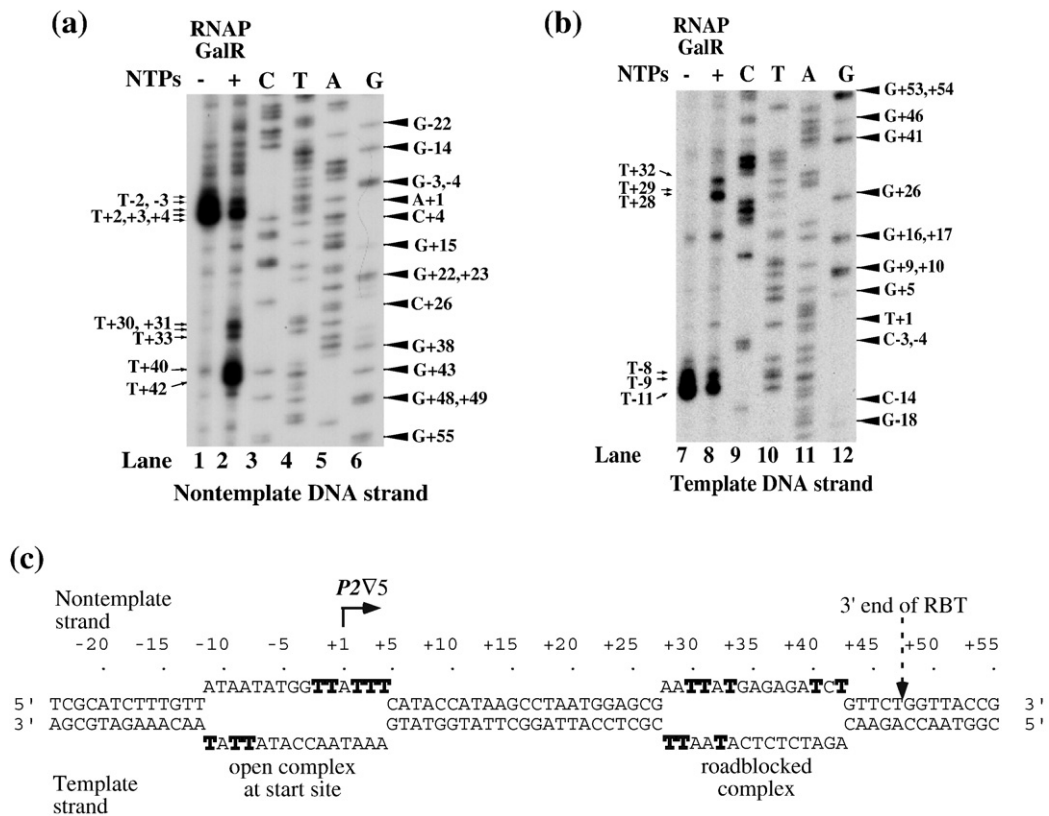 (a)
RNAP
GalR
NTPs - + C T A G
G-22
G-14
G-3,-4
T-2, -3
A+1
T+2,+3,+4
C+4
G+15
G+22,+23
C+26
T+30, +31
T+33
G+38
T+40
G+43
T+42
G+48,+49
G+55
Lane 1 2 3 4 5 6
Nontemplate DNA strand
(b)
RNAP
GalR
NTPs - + C T A G
G+53,+54
G+46
G+41
T+32
T+29
G+26
T+28
G+16,+17
G+9,+10
G+5
T+1
C-3,-4
T-8
T-9
T-11
C-14
G-18
Lane 7 8 9 10 11 12
Template DNA strand
(c)
P2∇5
Nontemplate
strand
3' end of RBT
-20 -15 -10 -5 +1 +5 +10 +15 +20 +25 +30 +35 +40 +45 +50 +55
ATAATATGGTTATTT AATTATGAGAGATCT
5' TCGCATCTTTGTT CATACCATAAGCCTAATGGAGCG GTTCTGGTTACCG 3'
3' AGCGTAGAAACAA GTATGGTATTCGGATTACCTCGC CAAGACCAATGGC 5'
TATTATACCAATAAA TTAATACTCTCTAGA
open complex
at start site
roadblocked
complex
Template
strand